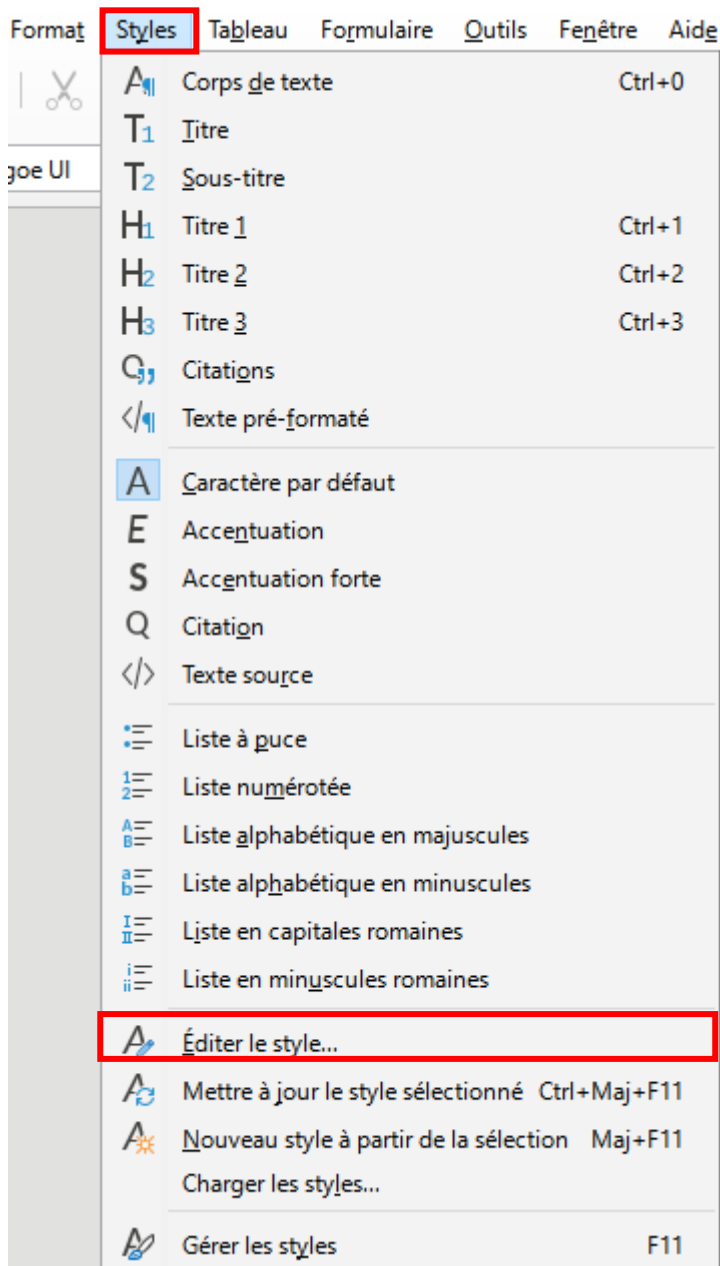 Format Styles Tableau Formulaire Outils Fenêtre Aide
goe UI
Corps de texte Ctrl+0
Titre
Sous-titre
Titre 1 Ctrl+1
Titre 2 Ctrl+2
Titre 3 Ctrl+3
Citations
Texte pré-formaté
Caractère par défaut
Accentuation
Accentuation forte
Citation
Texte source
Liste à puce
Liste numérotée
Liste alphabétique en majuscules
Liste alphabétique en minuscules
Liste en capitales romaines
Liste en minuscules romaines
Éditer le style...
Mettre à jour le style sélectionné Ctrl+Maj+F11
Nouveau style à partir de la sélection Maj+F11
Charger les styles...
Gérer les styles F11